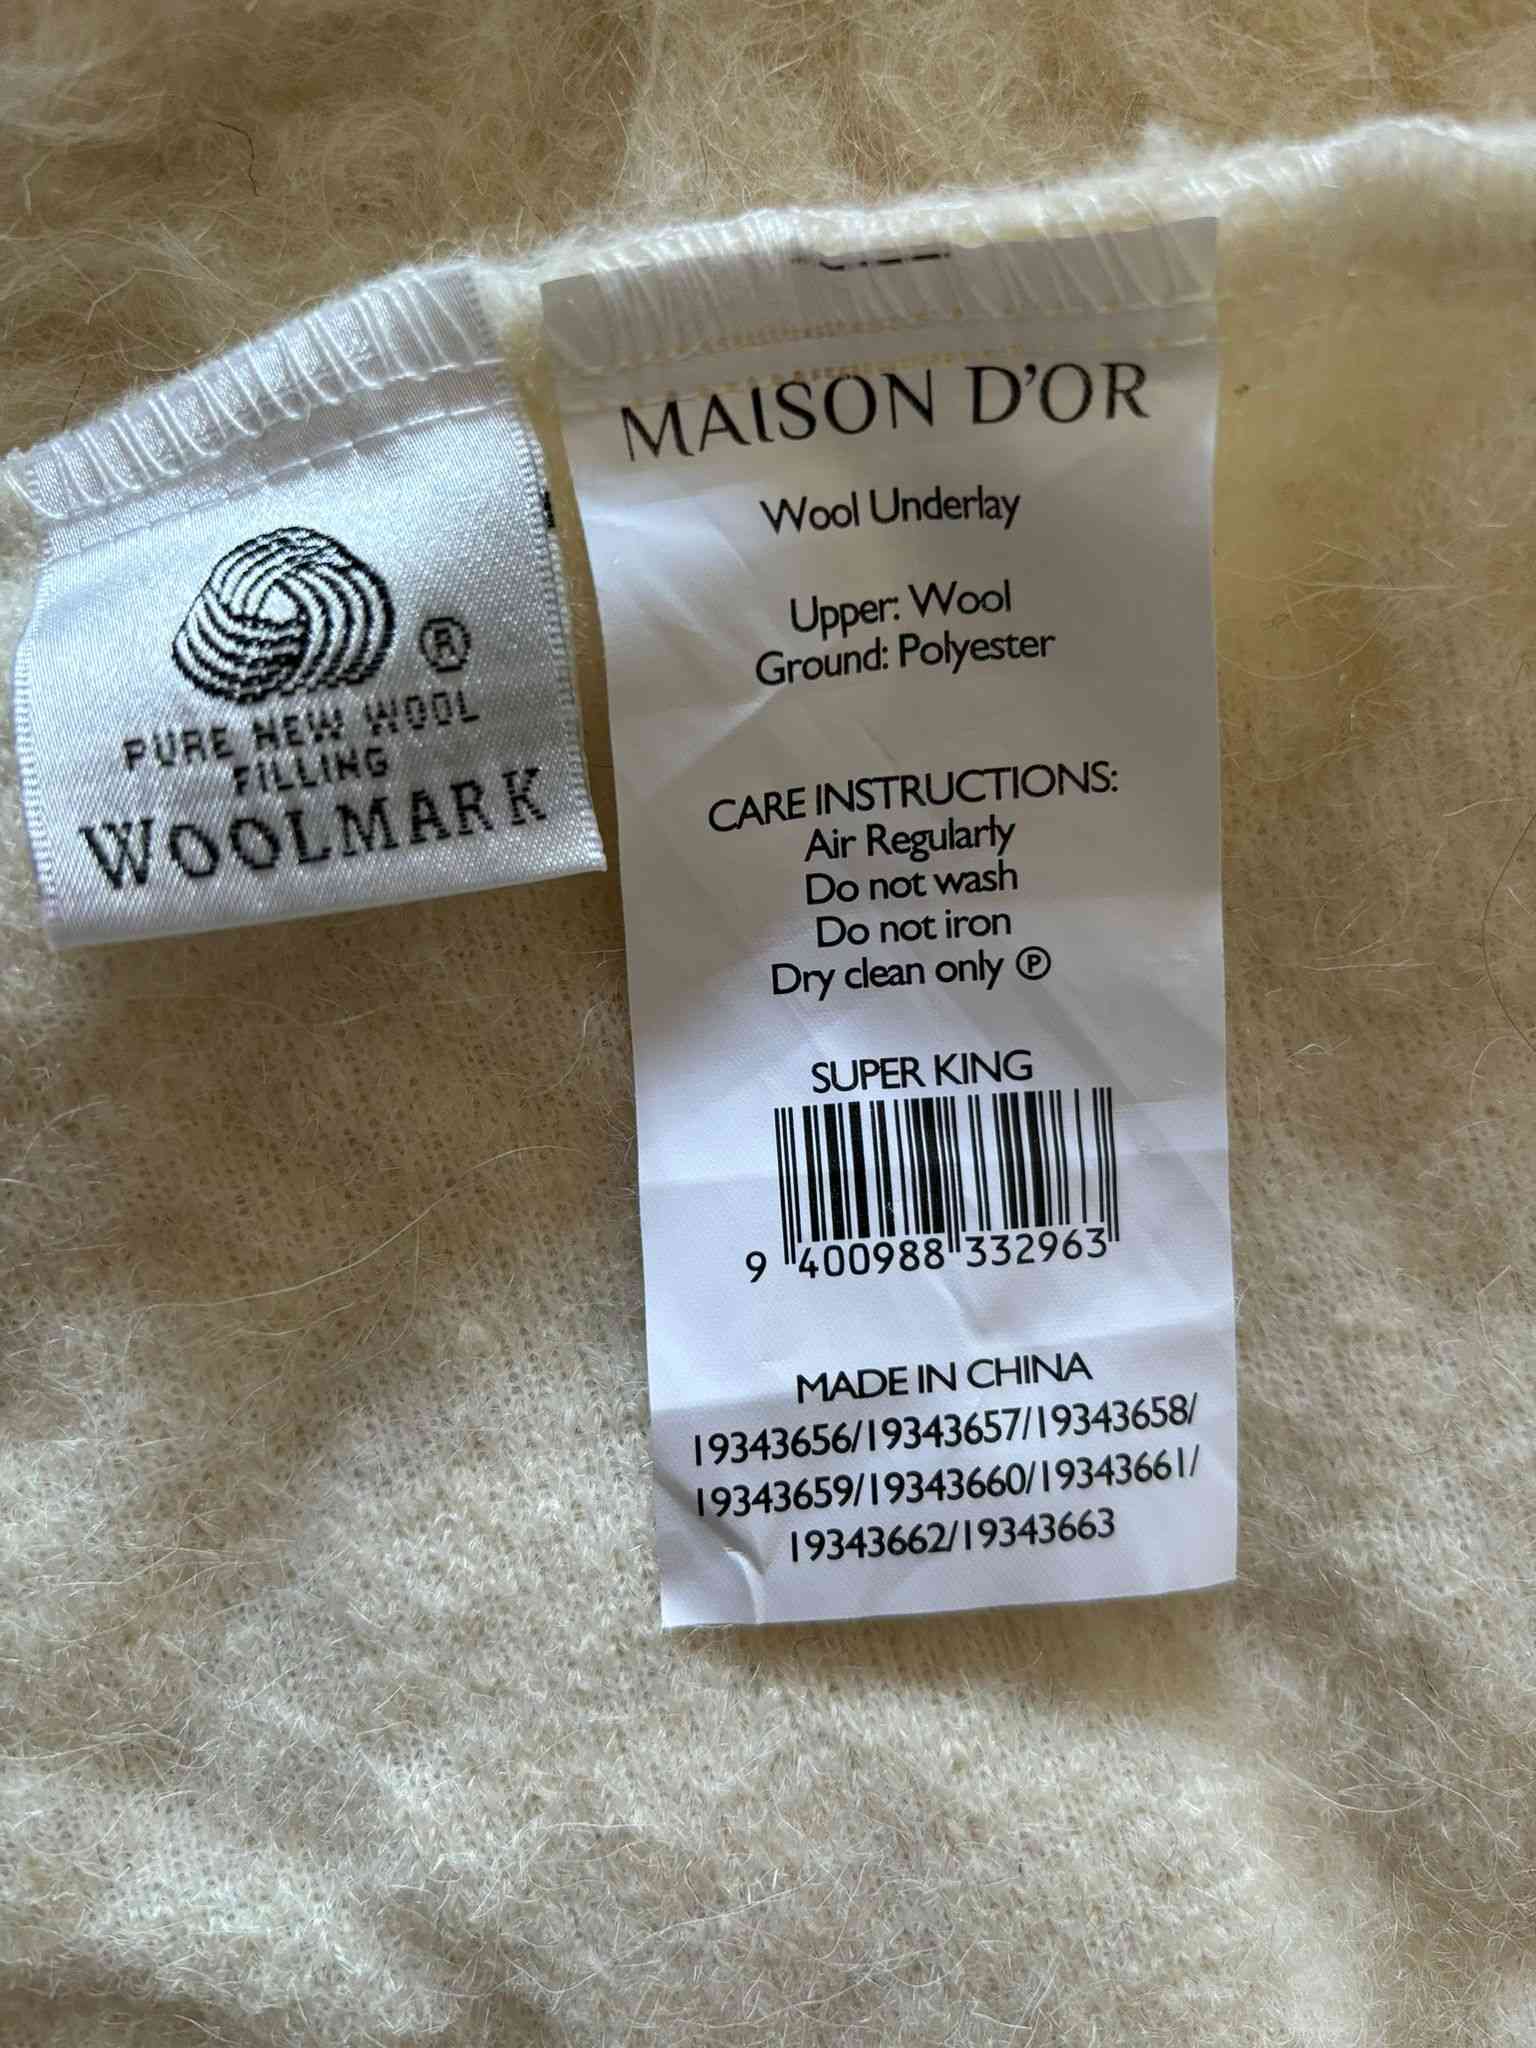 ®
PURE NEW WOOL
FILLING
WOOLMARK
MAISON D'OR
Wool Underlay
Upper: Wool
Ground: Polyester
CARE INSTRUCTIONS:
Air Regularly
Do not wash
Do not iron
Dry clean only Ⓟ
SUPER KING
9 400988 332963
MADE IN CHINA
19343656/19343657/19343658/
19343659/19343660/19343661/
19343662/19343663